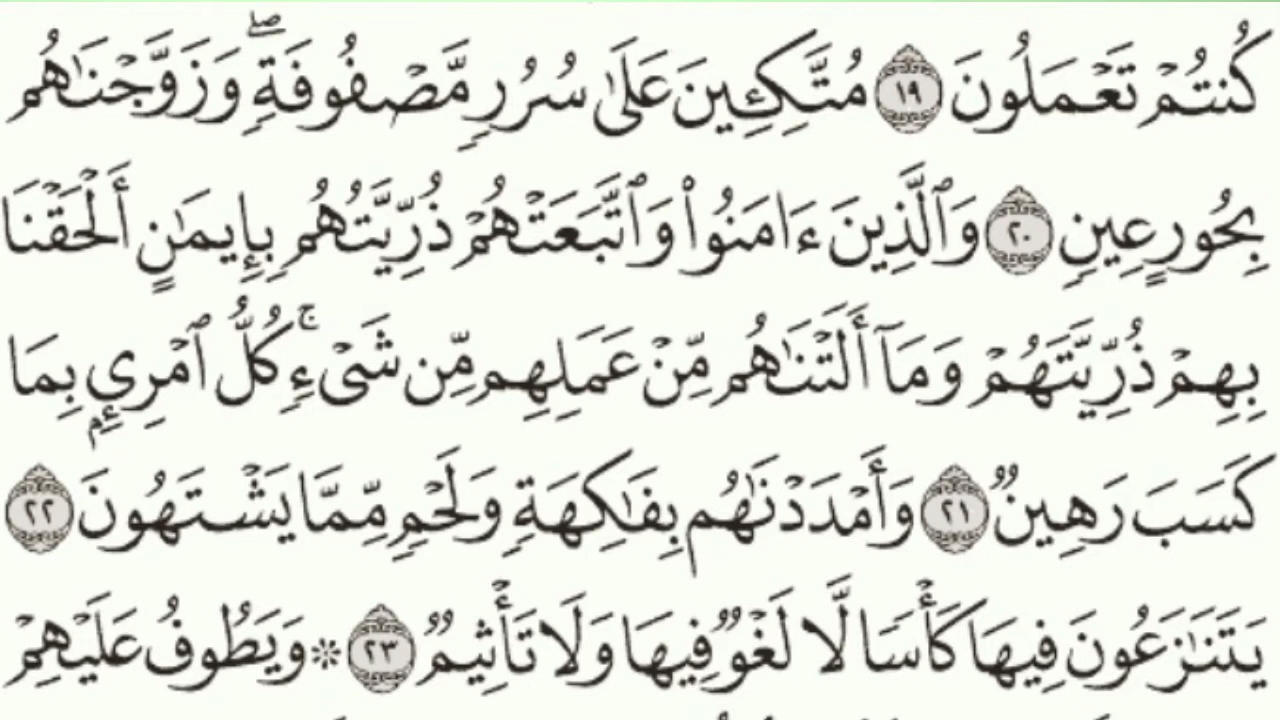 كُنتُمْ تَعْمَلُونَ ١٩ مُتَّكِـِٔينَ عَلَىٰ سُرُرٍ مَّصْفُوفَةٍ ۖ وَزَوَّجْنَـٰهُم
بِحُورٍ عِينٍ ٢٠ وَٱلَّذِينَ ءَامَنُوا۟ وَٱتَّبَعَتْهُمْ ذُرِّيَّتُهُم بِإِيمَـٰنٍ أَلْحَقْنَا
بِهِمْ ذُرِّيَّتَهُمْ وَمَآ أَلَتْنَـٰهُم مِّنْ عَمَلِهِم مِّن شَىْءٍ ۚ كُلُّ ٱمْرِئٍۭ بِمَا
كَسَبَ رَهِينٌ ٢١ وَأَمْدَدْنَـٰهُم بِفَـٰكِهَةٍ وَلَحْمٍ مِّمَّا يَشْتَهُونَ ٢٢
يَتَنَـٰزَعُونَ فِيهَا كَأْسًا لَّا لَغْوٌ فِيهَا وَلَا تَأْثِيمٌ ٢٣ ۞ وَيَطُوفُ عَلَيْهِمْ